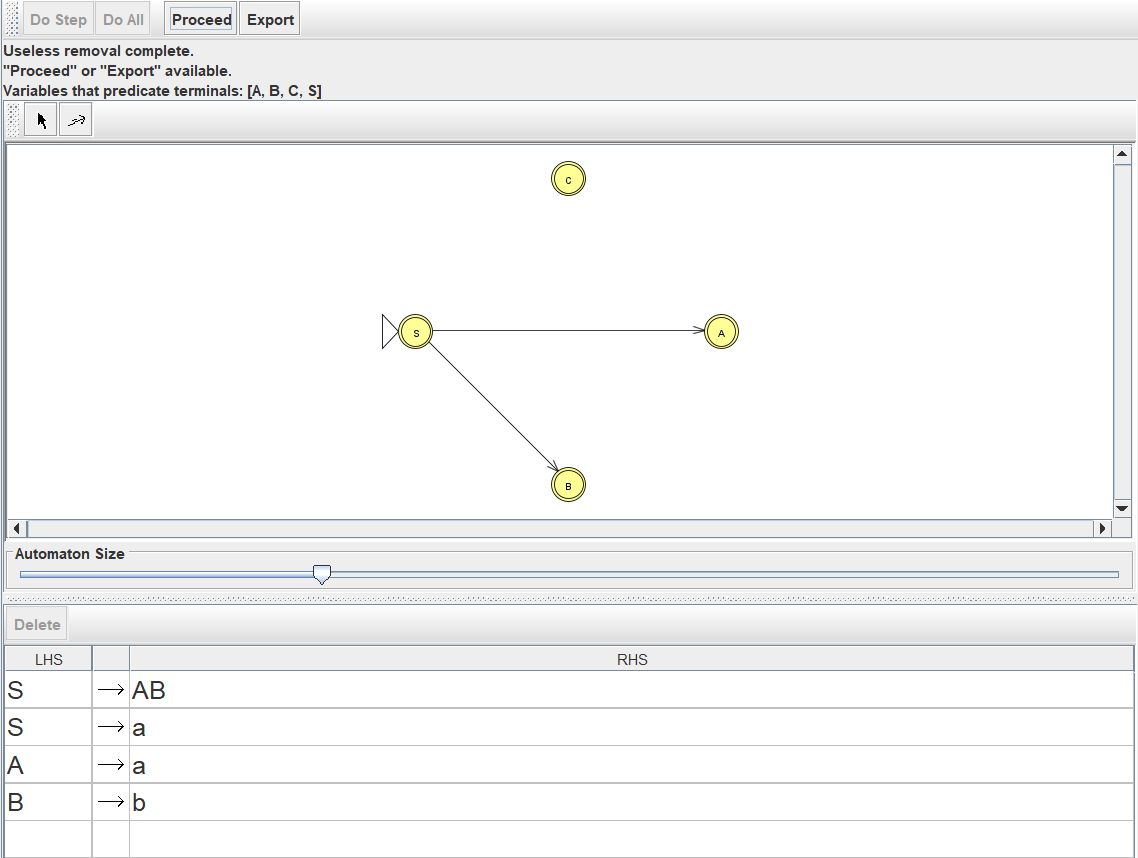 Do Step Do All Proceed Export
Useless removal complete.
"Proceed" or "Export" available.
Variables that predicate terminals: [A, B, C, S]
C
S A
B
Automaton Size
Delete
LHS RHS
S → AB
S → a
A → a
B → b